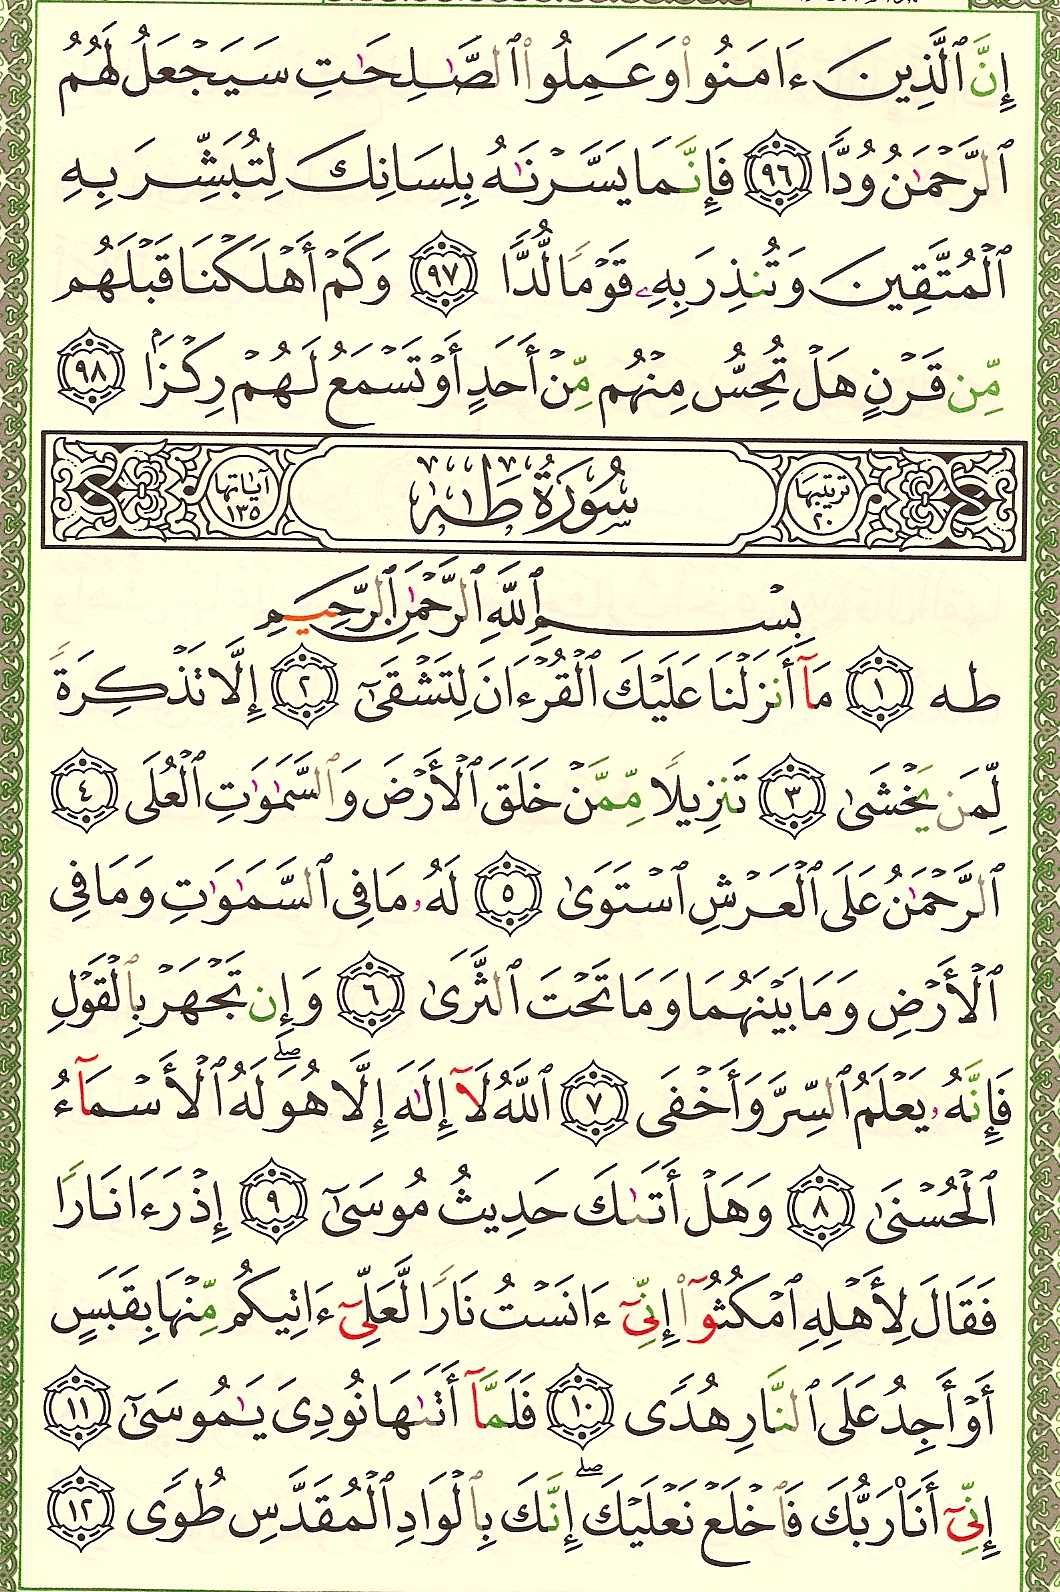 إِنَّ ٱلَّذِينَ ءَامَنُوا۟ وَعَمِلُوا۟ ٱلصَّـٰلِحَـٰتِ سَيَجْعَلُ لَهُمُ
ٱلرَّحْمَـٰنُ وُدًّا ٩٦ فَإِنَّمَا يَسَّرْنَـٰهُ بِلِسَانِكَ لِتُبَشِّرَ بِهِ
ٱلْمُتَّقِينَ وَتُنذِرَ بِهِۦ قَوْمًا لُّدًّا ٩٧ وَكَمْ أَهْلَكْنَا قَبْلَهُم
مِّن قَرْنٍ هَلْ تُحِسُّ مِنْهُم مِّنْ أَحَدٍ أَوْ تَسْمَعُ لَهُمْ رِكْزًۢا ٩٨
ترتيبها ٢٠ سُورَةُ طه آياتها ١٣٥
بِسْمِ ٱللَّهِ ٱلرَّحْمَـٰنِ ٱلرَّحِيمِ
طه ١ مَآ أَنزَلْنَا عَلَيْكَ ٱلْقُرْءَانَ لِتَشْقَىٰٓ ٢ إِلَّا تَذْكِرَةً
لِّمَن يَخْشَىٰ ٣ تَنزِيلًا مِّمَّنْ خَلَقَ ٱلْأَرْضَ وَٱلسَّمَـٰوَٰتِ ٱلْعُلَى ٤
ٱلرَّحْمَـٰنُ عَلَى ٱلْعَرْشِ ٱسْتَوَىٰ ٥ لَهُۥ مَا فِى ٱلسَّمَـٰوَٰتِ وَمَا فِى
ٱلْأَرْضِ وَمَا بَيْنَهُمَا وَمَا تَحْتَ ٱلثَّرَىٰ ٦ وَإِن تَجْهَرْ بِٱلْقَوْلِ
فَإِنَّهُۥ يَعْلَمُ ٱلسِّرَّ وَأَخْفَى ٧ ٱللَّهُ لَآ إِلَـٰهَ إِلَّا هُوَ ۖ لَهُ ٱلْأَسْمَآءُ
ٱلْحُسْنَىٰ ٨ وَهَلْ أَتَىٰكَ حَدِيثُ مُوسَىٰٓ ٩ إِذْ رَءَا نَارًا
فَقَالَ لِأَهْلِهِ ٱمْكُثُوٓا۟ إِنِّىٓ ءَانَسْتُ نَارًا لَّعَلِّىٓ ءَاتِيكُم مِّنْهَا بِقَبَسٍ
أَوْ أَجِدُ عَلَى ٱلنَّارِ هُدًى ١٠ فَلَمَّآ أَتَىٰهَا نُودِىَ يَـٰمُوسَىٰٓ ١١
إِنِّىٓ أَنَا۠ رَبُّكَ فَٱخْلَعْ نَعْلَيْكَ ۖ إِنَّكَ بِٱلْوَادِ ٱلْمُقَدَّسِ طُوًى ١٢